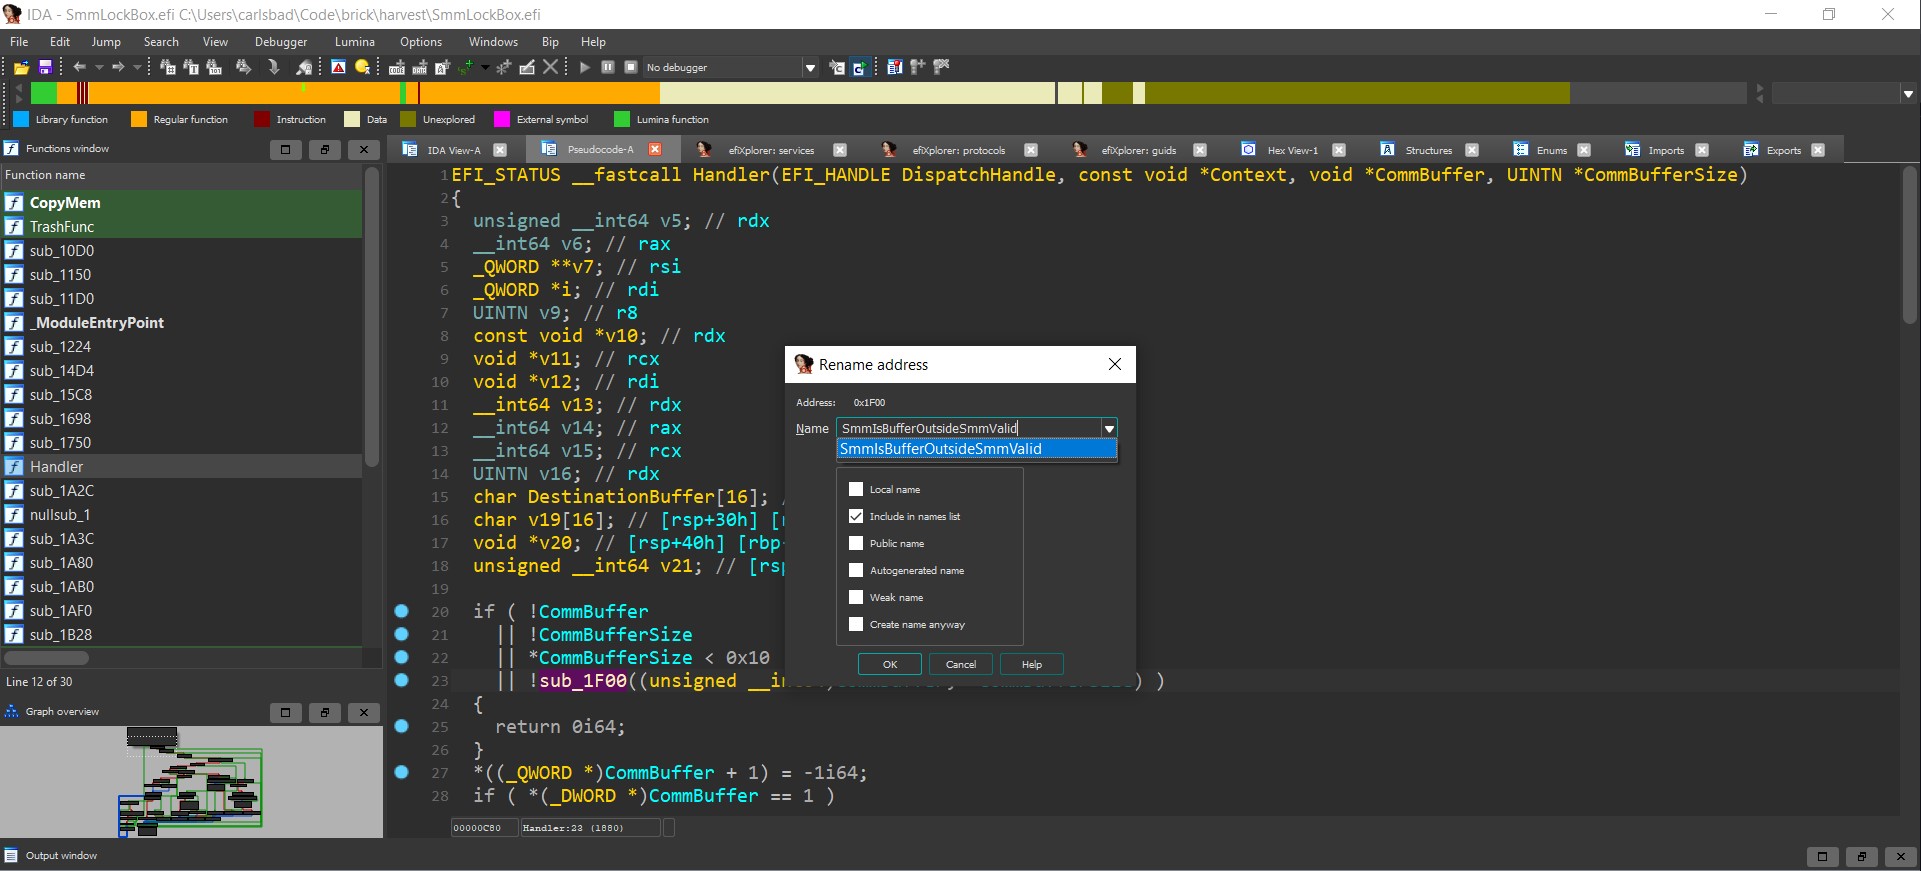 IDA - SmmLockBox.efi C:\Users\carlsbad\Code\brick\harvest\SmmLockBox.efi
File Edit Jump Search View Debugger Lumina Options Windows Bip Help
No debugger
Library function Regular function Instruction Data Unexplored External symbol Lumina function
Functions window
IDA View-A Pseudocode-A efiXplorer: services efiXplorer: protocols efiXplorer: guids Hex View-1 Structures Enums Imports Exports
Function name
CopyMem
TrashFunc
sub_10D0
sub_1150
sub_11D0
_ModuleEntryPoint
sub_1224
sub_14D4
sub_15C8
sub_1698
sub_1750
Handler
sub_1A2C
nullsub_1
sub_1A3C
sub_1A80
sub_1AB0
sub_1AF0
sub_1B28
Line 12 of 30
Graph overview
1 EFI_STATUS __fastcall Handler(EFI_HANDLE DispatchHandle, const void *Context, void *CommBuffer, UINTN *CommBufferSize)
2 {
3 unsigned __int64 v5; // rdx
4 __int64 v6; // rax
5 _QWORD **v7; // rsi
6 _QWORD *i; // rdi
7 UINTN v9; // r8
8 const void *v10; // rdx
9 void *v11; // rcx
10 void *v12; // rdi
11 __int64 v13; // rdx
12 __int64 v14; // rax
13 __int64 v15; // rcx
14 UINTN v16; // rdx
15 char DestinationBuffer[16];
16 char v19[16]; // [rsp+30h]
17 void *v20; // [rsp+40h] [rbp
18 unsigned __int64 v21; // [rsp
19
20 if ( !CommBuffer
21 || !CommBufferSize
22 || *CommBufferSize < 0x10
23 || !sub_1F00((unsigned __in ) )
24 {
25 return 0i64;
26 }
27 *((_QWORD *)CommBuffer + 1) = -1i64;
28 if ( *(_DWORD *)CommBuffer == 1 )
Rename address
Address: 0x1F00
Name SmmIsBufferOutsideSmmValid
SmmIsBufferOutsideSmmValid
Local name
Include in names list
Public name
Autogenerated name
Weak name
Create name anyway
OK Cancel Help
00000C80 Handler:23 (1880)
Output window